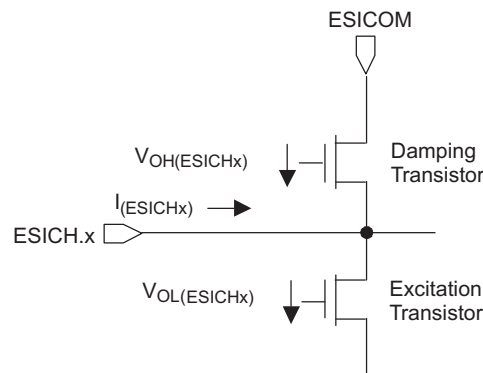 ESICOM
VOH(ESICHx)
Damping
Transistor
I(ESICHx)
ESICH.x
VOL(ESICHx)
Excitation
Transistor